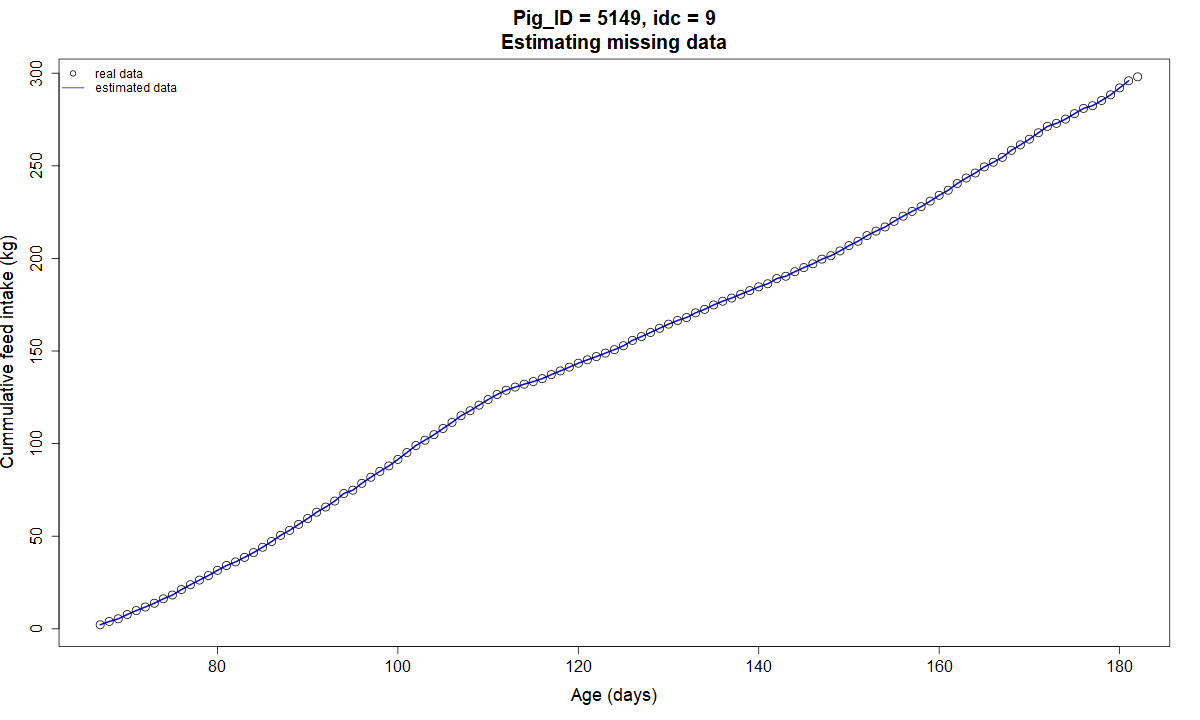 Pig_ID = 5149, idc = 9
Estimating missing data
real data
estimated data
Cummulative feed intake (kg)
300
250
200
150
100
50
0
80 100 120 140 160 180
Age (days)